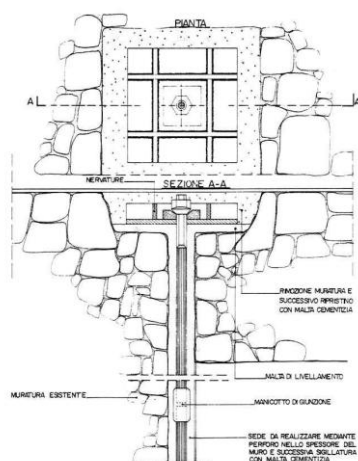 PIANTA
A
A
NERVATURE
SEZIONE A-A
RIMOZIONE MURATURA E
SUCCESSIVO RIPRISTINO
CON MALTA CEMENTIZIA
MALTA DI LIVELLAMENTO
MURATURA ESISTENTE
MANICOTTO DI GIUNZIONE
SEDE DA REALIZZARE MEDIANTE
PERFORO NELLO SPESSORE DEL
MURO E SUCCESSIVA SIGILLATURA
CON MALTA CEMENTIZIA